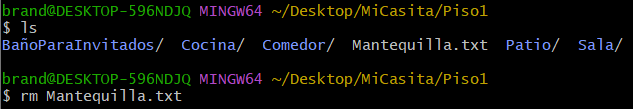 brand@DESKTOP-596NDJQ MINGW64 ~/Desktop/MiCasita/Piso1
$ ls
BañoParaInvitados/  Cocina/  Comedor/  Mantequilla.txt  Patio/  Sala/
brand@DESKTOP-596NDJQ MINGW64 ~/Desktop/MiCasita/Piso1
$ rm Mantequilla.txt